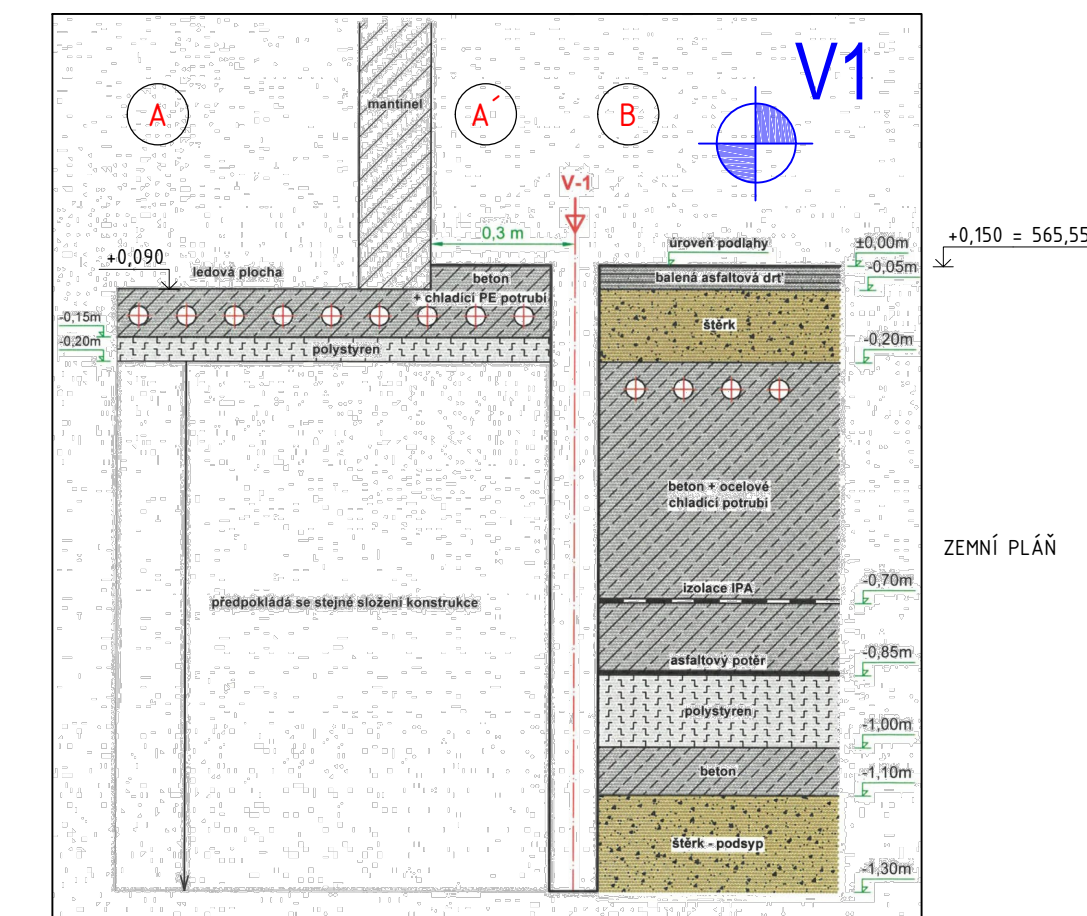 V1
A
mantinel
A´
B
V-1
0,3 m
úroveň podlahy
±0,00m
+0,150 = 565,55
+0,090
ledová plocha
beton
+ chladící PE potrubí
balená asfaltová drť
-0,05m
-0,15m
štěrk
-0,20m
polystyren
-0,20m
beton + ocelové
chladící potrubí
ZEMNÍ PLÁŇ
izolace IPA
-0,70m
předpokládá se stejné složení konstrukce
asfaltový potěr
-0,85m
polystyren
-1,00m
beton
-1,10m
štěrk - podsyp
-1,30m